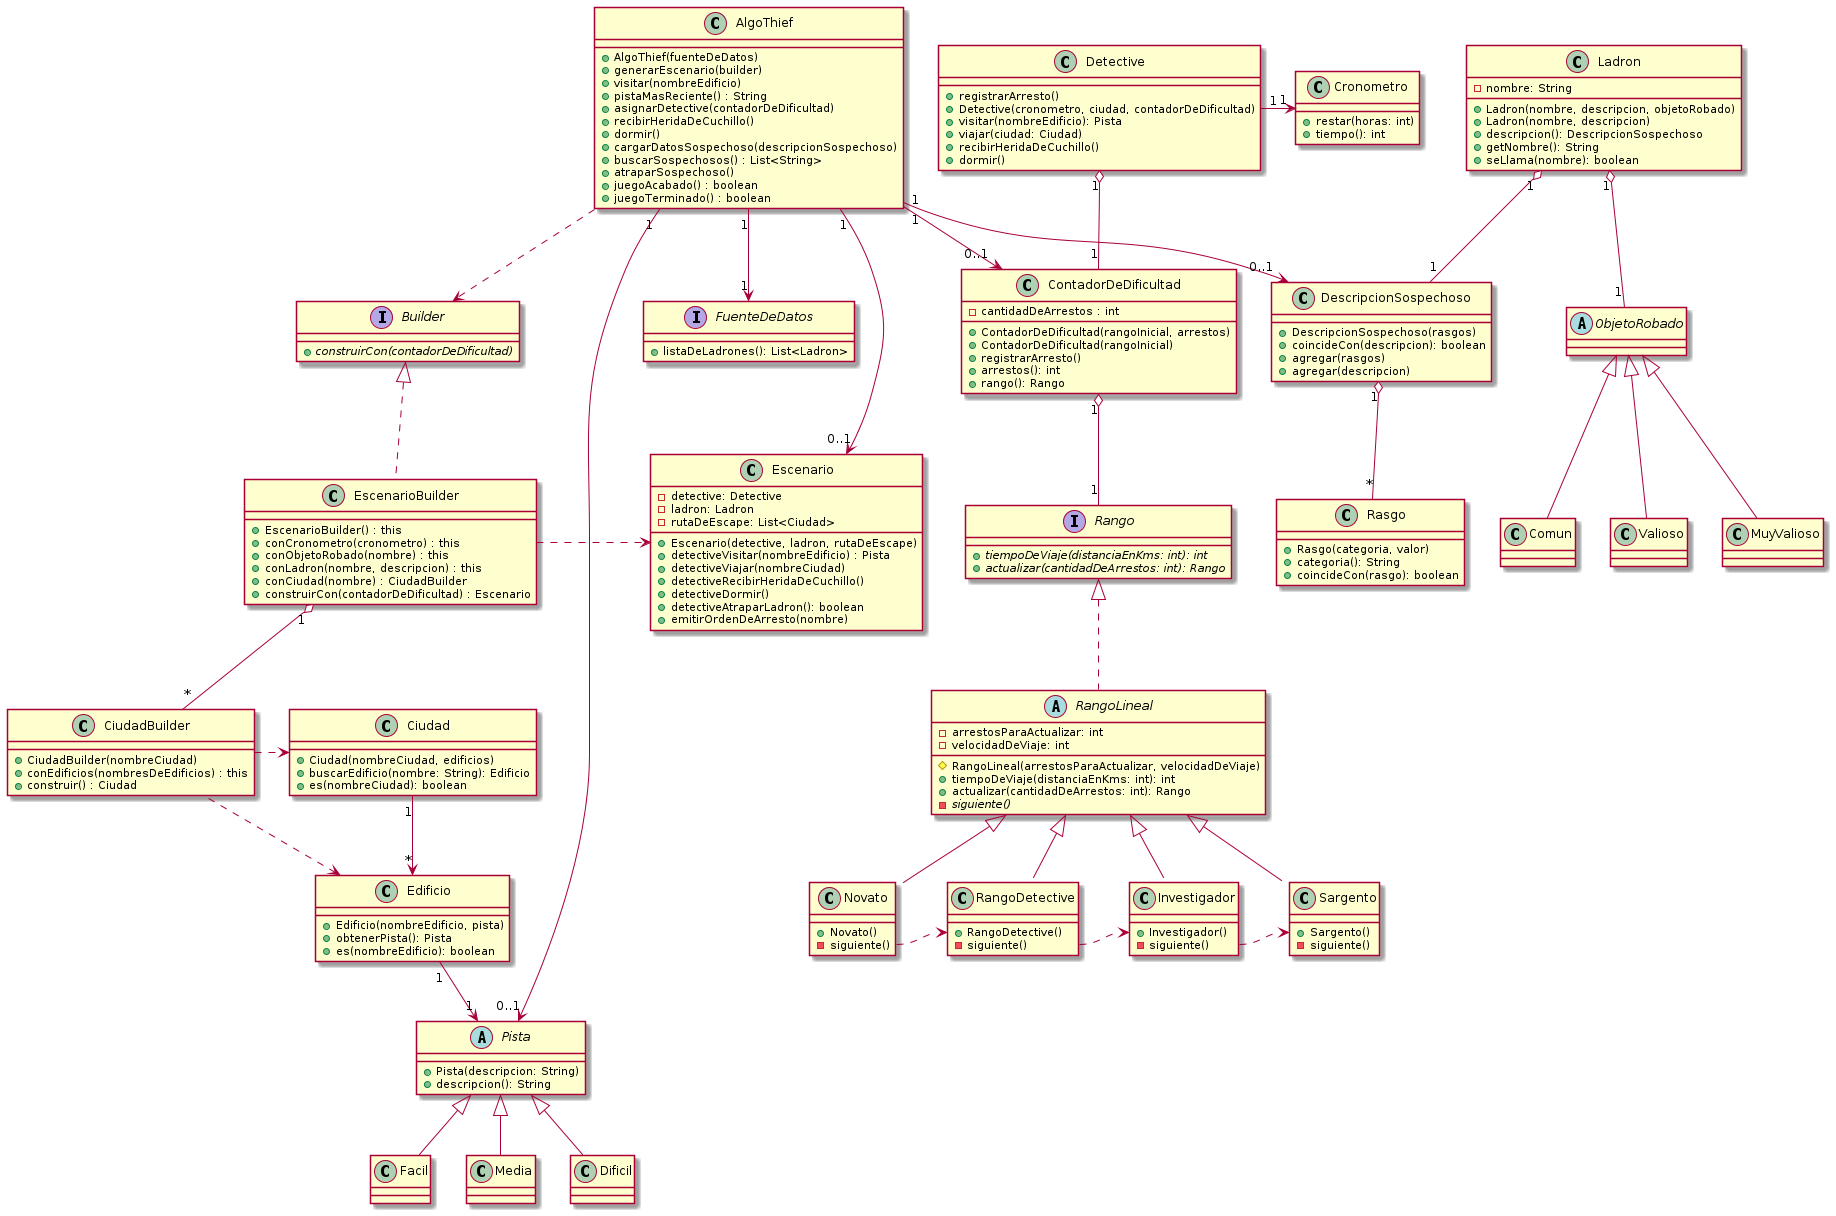 AlgoThief
AlgoThief(fuenteDeDatos)
generarEscenario(builder)
visitar(nombreEdificio)
pistaMasReciente() : String
asignarDetective(contadorDeDificultad)
recibirHeridaDeCuchillo()
dormir()
cargarDatosSospechoso(descripcionSospechoso)
buscarSospechosos() : List<String>
atraparSospechoso()
juegoAcabado() : boolean
juegoTerminado() : boolean
Detective
registrarArresto()
Detective(cronometro, ciudad, contadorDeDificultad)
visitar(nombreEdificio): Pista
viajar(ciudad: Ciudad)
recibirHeridaDeCuchillo()
dormir()
1 1
Cronometro
restar(horas: int)
tiempo(): int
Ladron
nombre: String
Ladron(nombre, descripcion, objetoRobado)
Ladron(nombre, descripcion)
descripcion(): DescripcionSospechoso
getNombre(): String
seLlama(nombre): boolean
1
1
1
1
1
1
1
1
0..1
1
0..1
1
1
1
Builder
construirCon(contadorDeDificultad)
FuenteDeDatos
listaDeLadrones(): List<Ladron>
ContadorDeDificultad
cantidadDeArrestos : int
ContadorDeDificultad(rangoInicial, arrestos)
ContadorDeDificultad(rangoInicial)
registrarArresto()
arrestos(): int
rango(): Rango
DescripcionSospechoso
DescripcionSospechoso(rasgos)
coincideCon(descripcion): boolean
agregar(rasgos)
agregar(descripcion)
ObjetoRobado
1
1
0..1
1
*
EscenarioBuilder
EscenarioBuilder() : this
conCronometro(cronometro) : this
conObjetoRobado(nombre) : this
conLadron(nombre, descripcion) : this
conCiudad(nombre) : CiudadBuilder
construirCon(contadorDeDificultad) : Escenario
Escenario
detective: Detective
ladron: Ladron
rutaDeEscape: List<Ciudad>
Escenario(detective, ladron, rutaDeEscape)
detectiveVisitar(nombreEdificio) : Pista
detectiveViajar(nombreCiudad)
detectiveRecibirHeridaDeCuchillo()
detectiveDormir()
detectiveAtraparLadron(): boolean
emitirOrdenDeArresto(nombre)
Rango
tiempoDeViaje(distanciaEnKms: int): int
actualizar(cantidadDeArrestos: int): Rango
Rasgo
Rasgo(categoria, valor)
categoria(): String
coincideCon(rasgo): boolean
Comun
Valioso
MuyValioso
1
*
CiudadBuilder
CiudadBuilder(nombreCiudad)
conEdificios(nombresDeEdificios) : this
construir() : Ciudad
Ciudad
Ciudad(nombreCiudad, edificios)
buscarEdificio(nombre: String): Edificio
es(nombreCiudad): boolean
RangoLineal
arrestosParaActualizar: int
velocidadDeViaje: int
RangoLineal(arrestosParaActualizar, velocidadDeViaje)
tiempoDeViaje(distanciaEnKms: int): int
actualizar(cantidadDeArrestos: int): Rango
siguiente()
1
*
Edificio
Edificio(nombreEdificio, pista)
obtenerPista(): Pista
es(nombreEdificio): boolean
Novato
Novato()
siguiente()
RangoDetective
RangoDetective()
siguiente()
Investigador
Investigador()
siguiente()
Sargento
Sargento()
siguiente()
1
1
0..1
Pista
Pista(descripcion: String)
descripcion(): String
Facil
Media
Dificil